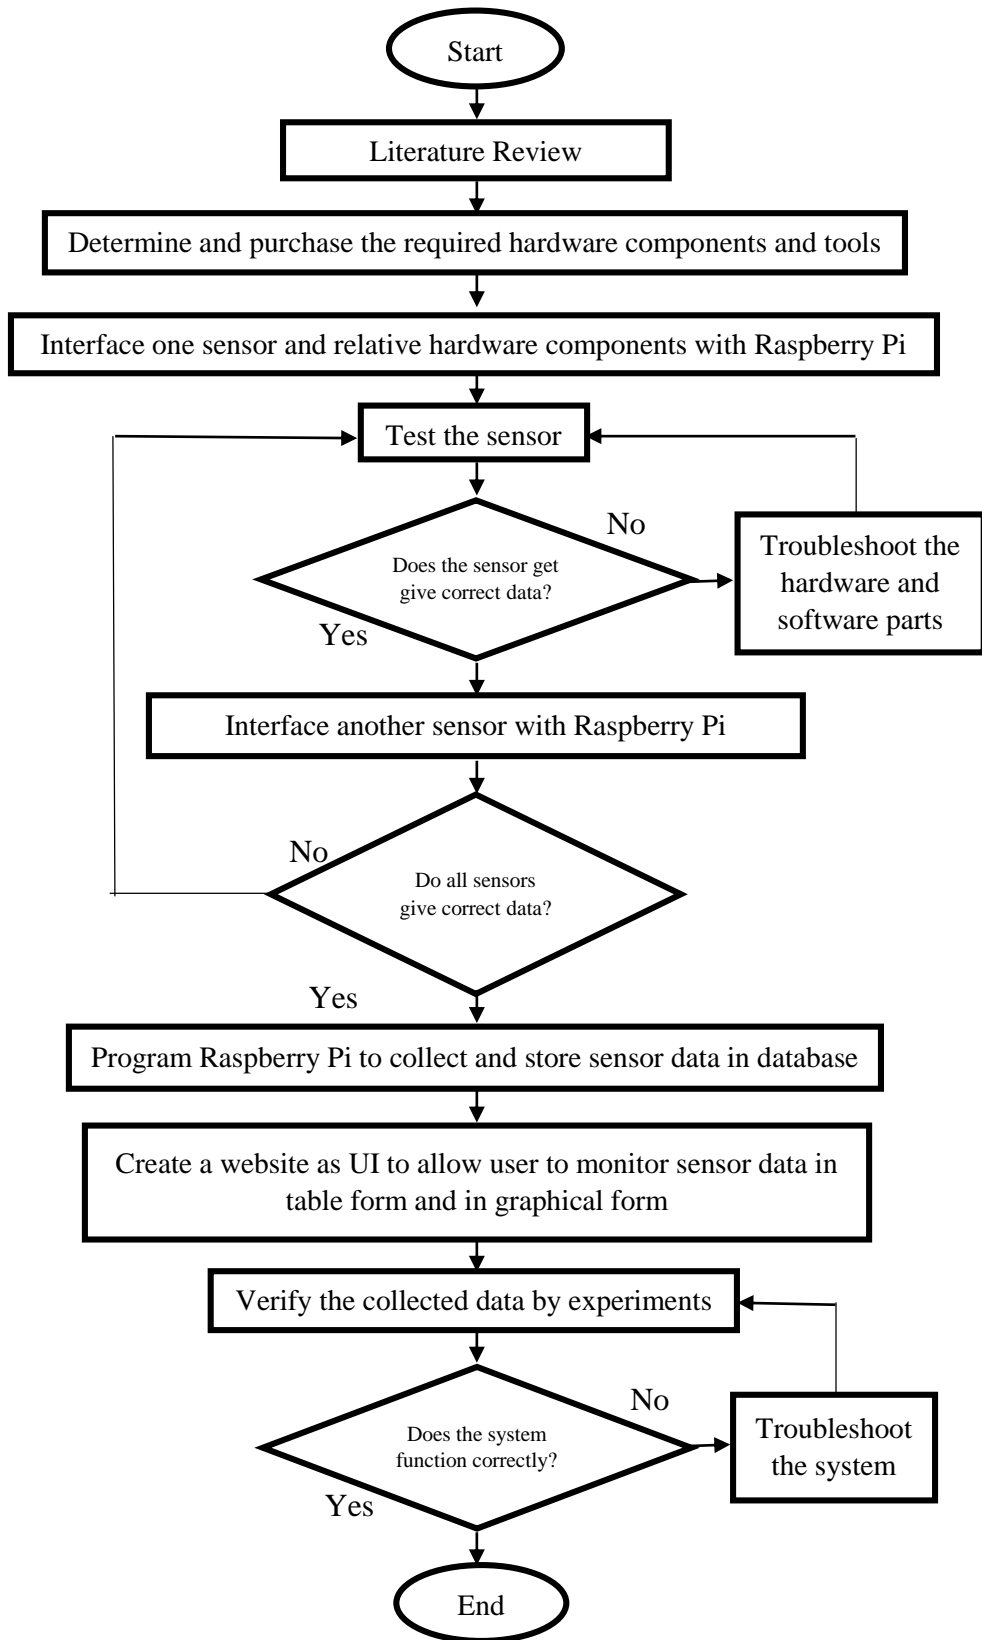 Start
Literature Review
Determine and purchase the required hardware components and tools
Interface one sensor and relative hardware components with Raspberry Pi
Test the sensor
No
Does the sensor get
give correct data?
Troubleshoot the
hardware and
software parts
Yes
Interface another sensor with Raspberry Pi
No
Do all sensors
give correct data?
Yes
Program Raspberry Pi to collect and store sensor data in database
Create a website as UI to allow user to monitor sensor data in
table form and in graphical form
Verify the collected data by experiments
No
Does the system
function correctly?
Troubleshoot
the system
Yes
End